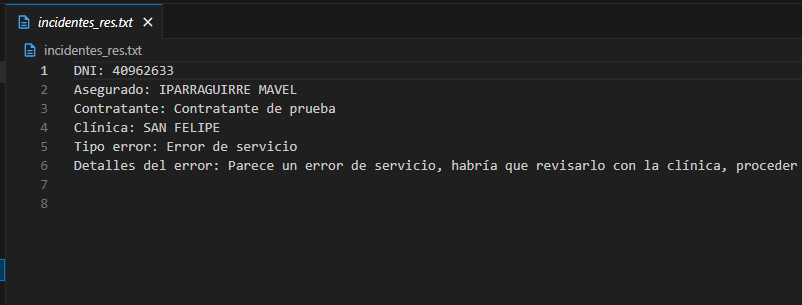 incidentes_res.txt
incidentes_res.txt
1 DNI: 40962633
2 Asegurado: IPARRAGUIRRE MAVEL
3 Contratante: Contratante de prueba
4 Clínica: SAN FELIPE
5 Tipo error: Error de servicio
6 Detalles del error: Parece un error de servicio, habría que revisarlo con la clínica, proceder
7
8